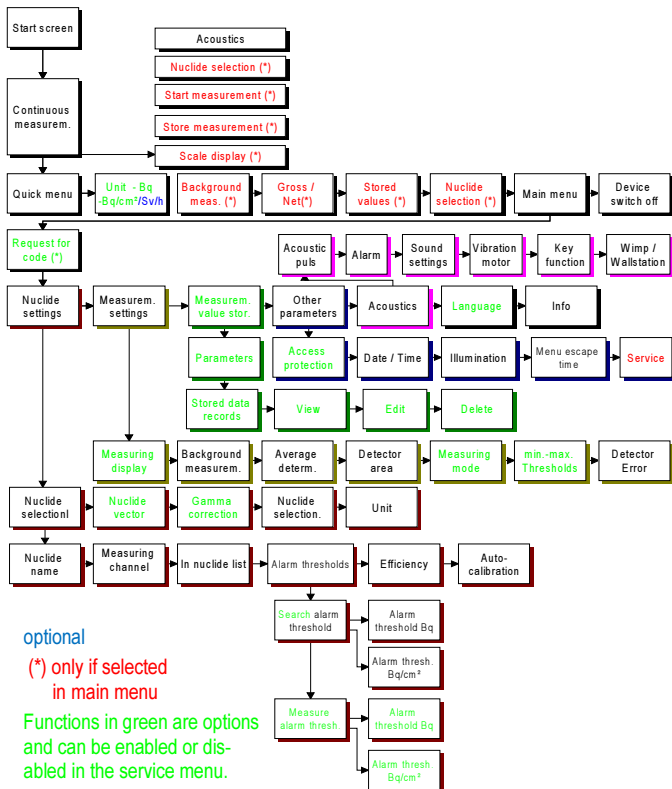 Start screen
Acoustics
Nuclide selection (*)
Start measurement (*)
Continuous
measurem.
Store measurement (*)
Scale display (*)
Quick menu
Unit - Bq
-Bq/cm²/Sv/h
Background
meas. (*)
Gross /
Net(*)
Stored
values (*)
Nuclide
selection (*)
Main menu
Device
switch off
Request for
code (*)
Acoustic
puls
Alarm
Sound
settings
Vibration
motor
Key
function
Wimp /
Wallstation
Nuclide
settings
Measurem.
settings
Measurem.
value stor.
Other
parameters
Acoustics
Language
Info
Parameters
Access
protection
Date / Time
Illumination
Menu escape
time
Service
Stored data
records
View
Edit
Delete
Measuring
display
Background
measurem.
Average
determ.
Detector
area
Measuring
mode
min.-max.
Thresholds
Detector
Error
Nuclide
selectionl
Nuclide
vector
Gamma
correction
Nuclide
selection.
Unit
Nuclide
name
Measuring
channel
In nuclide list
Alarm thresholds
Efficiency
Auto-
calibration
Search alarm
threshold
Alarm
threshold Bq
Alarm thresh.
Bq/cm²
Measure
alarm thresh.
Alarm
threshold Bq
Alarm thresh.
Bq/cm²
optional
(*) only if selected
in main menu
Functions in green are options
and can be enabled or dis-
abled in the service menu.